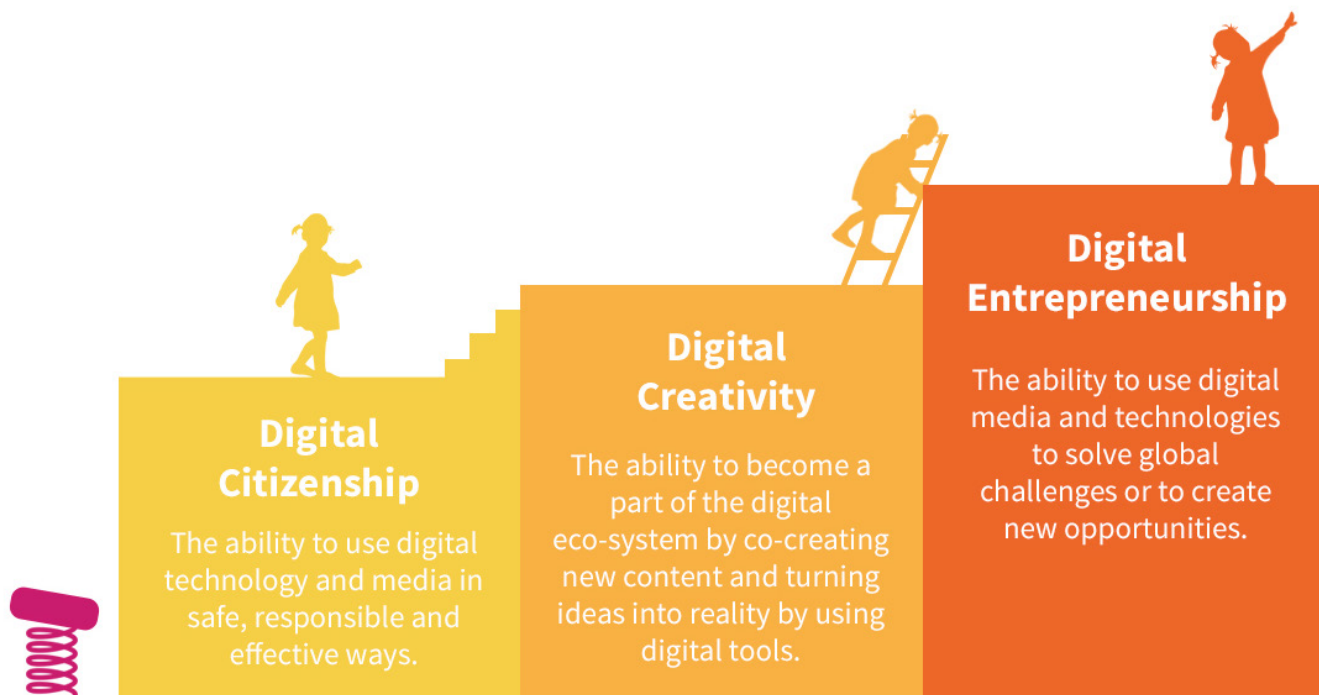 Digital
Citizenship
The ability to use digital
technology and media in
safe, responsible and
effective ways.
Digital
Creativity
The ability to become a
part of the digital
eco-system by co-creating
new content and turning
ideas into reality by using
digital tools.
Digital
Entrepreneurship
The ability to use digital
media and technologies
to solve global
challenges or to create
new opportunities.